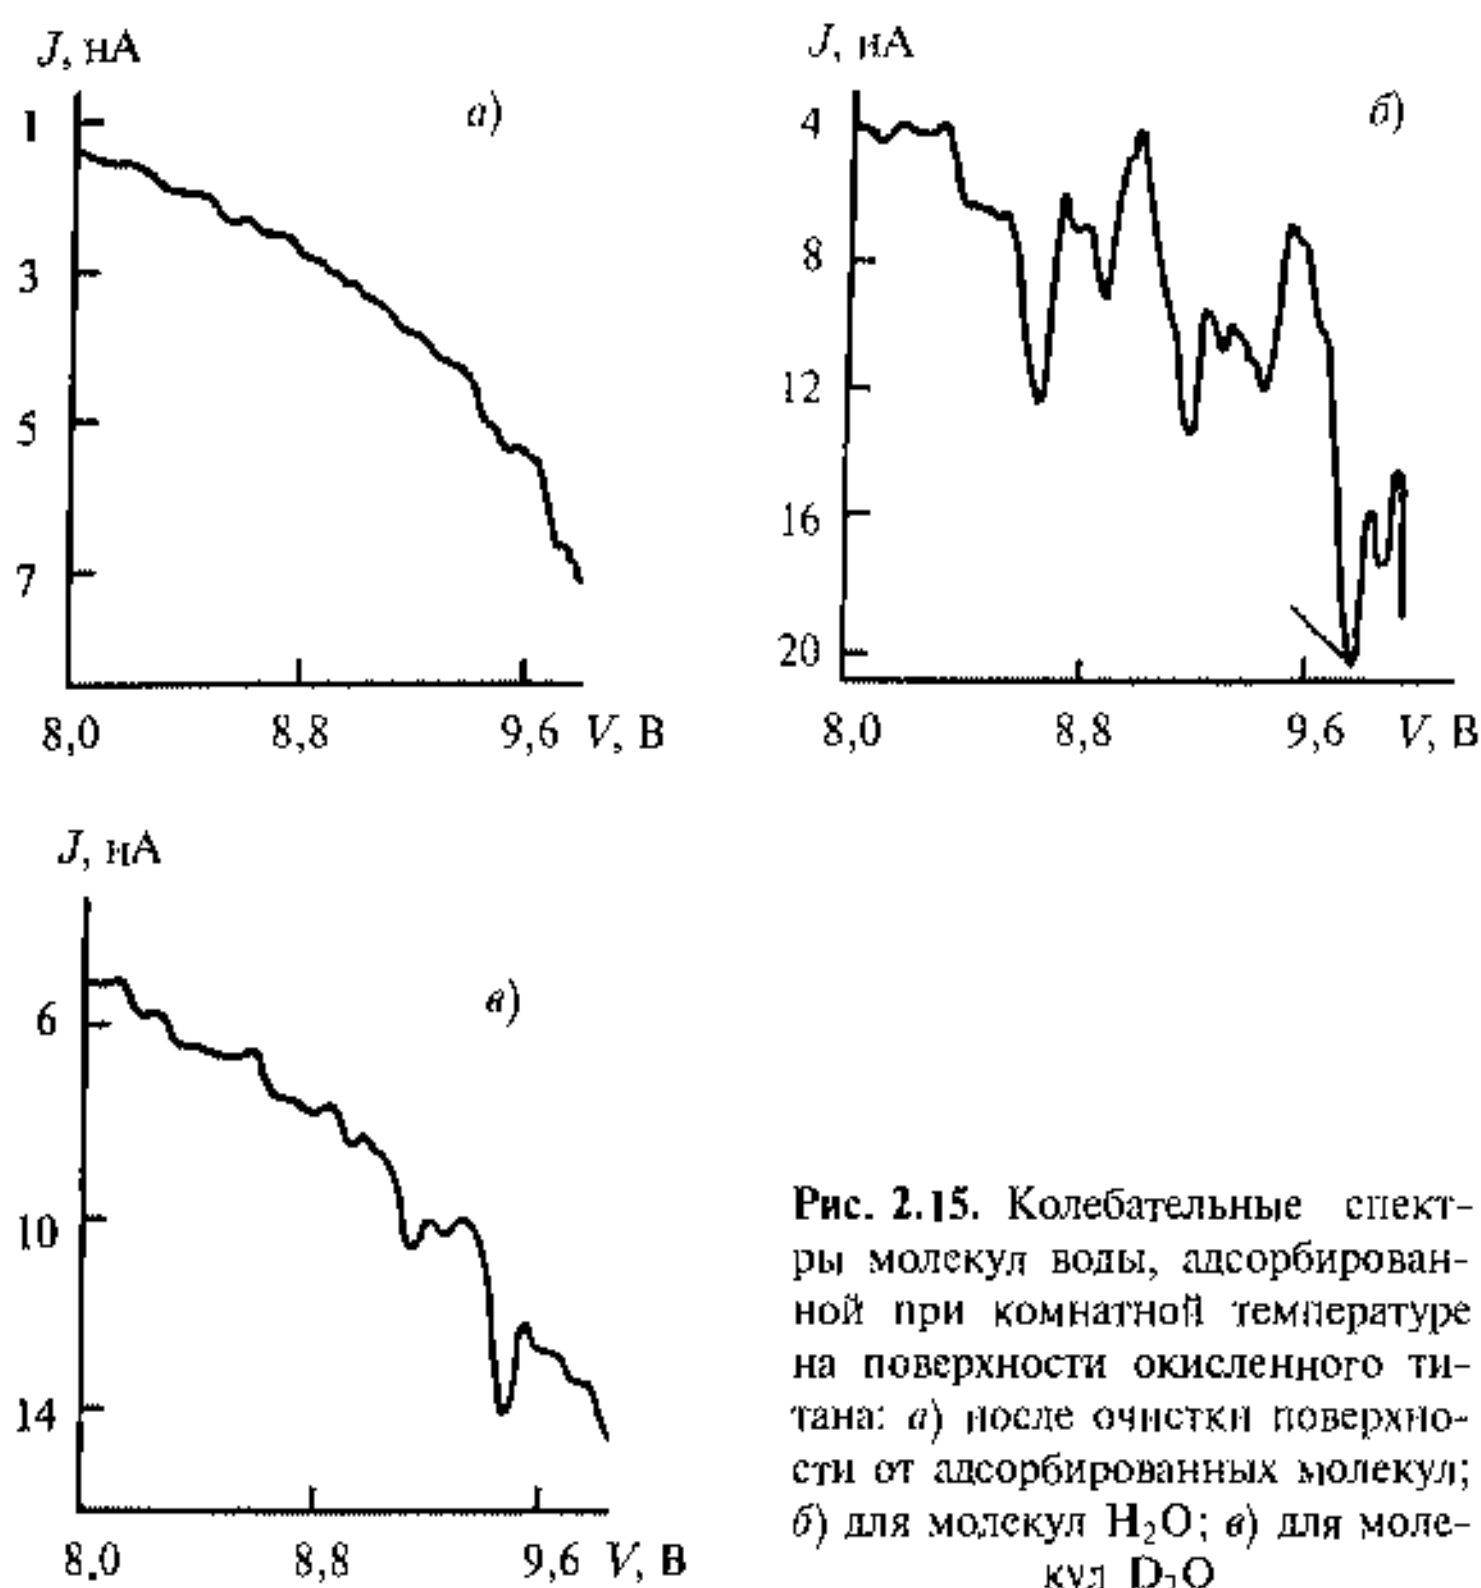 J, нА
а)
1
3
5
7
8,0 8,8 9,6 V, В
J, нА
б)
4
8
12
16
20
8,0 8,8 9,6 V, В
J, нА
в)
6
10
14
8,0 8,8 9,6 V, В
Рис. 2.15. Колебательные спект-
ры молекул воды, адсорбирован-
ной при комнатной температуре
на поверхности окисленного ти-
тана: а) после очистки поверхно-
сти от адсорбированных молекул;
б) для молекул H₂O; в) для моле-
кул D₂O